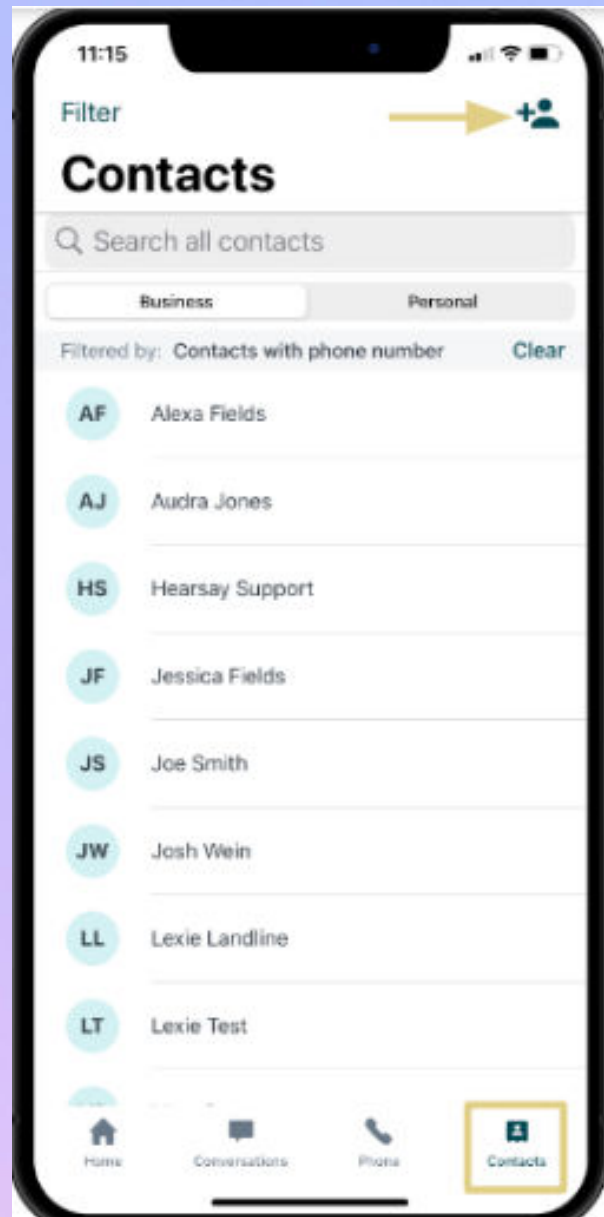 11:15
Filter
Contacts
Search all contacts
Business Personal
Filtered by: Contacts with phone number Clear
AF Alexa Fields
AJ Audra Jones
HS Hearsay Support
JF Jessica Fields
JS Joe Smith
JW Josh Wein
LL Lexie Landline
LT Lexie Test
Home Conversations Phone Contacts